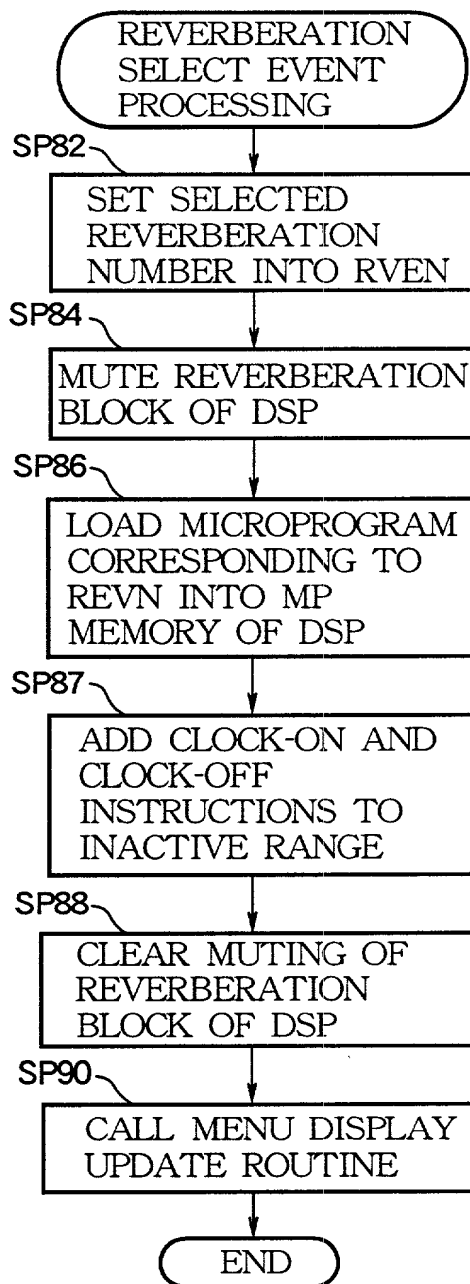 REVERBERATION
SELECT EVENT
PROCESSING
SP82
SET SELECTED
REVERBERATION
NUMBER INTO RVEN
SP84
MUTE REVERBERATION
BLOCK OF DSP
SP86
LOAD MICROPROGRAM
CORRESPONDING TO
REVN INTO MP
MEMORY OF DSP
SP87
ADD CLOCK-ON AND
CLOCK-OFF
INSTRUCTIONS TO
INACTIVE RANGE
SP88
CLEAR MUTING OF
REVERBERATION
BLOCK OF DSP
SP90
CALL MENU DISPLAY
UPDATE ROUTINE
END